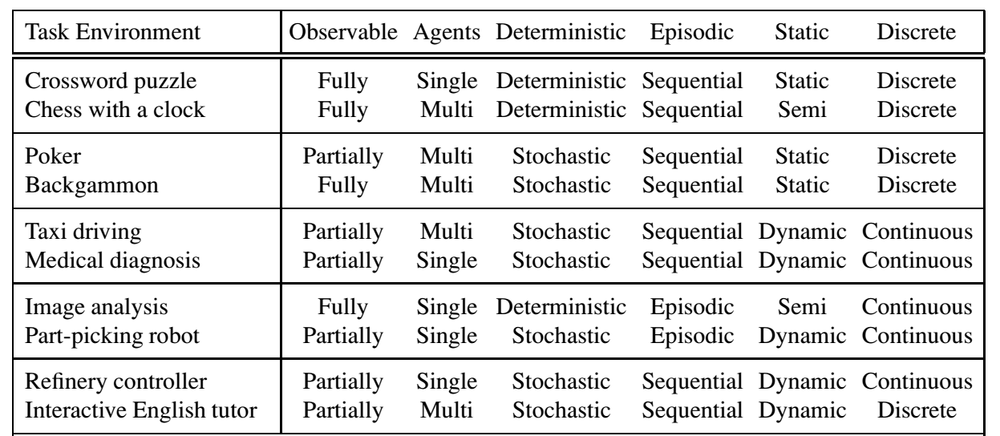 Task Environment Observable Agents Deterministic Episodic Static Discrete
Crossword puzzle Fully Single Deterministic Sequential Static Discrete
Chess with a clock Fully Multi Deterministic Sequential Semi Discrete
Poker Partially Multi Stochastic Sequential Static Discrete
Backgammon Fully Multi Stochastic Sequential Static Discrete
Taxi driving Partially Multi Stochastic Sequential Dynamic Continuous
Medical diagnosis Partially Single Stochastic Sequential Dynamic Continuous
Image analysis Fully Single Deterministic Episodic Semi Continuous
Part-picking robot Partially Single Stochastic Episodic Dynamic Continuous
Refinery controller Partially Single Stochastic Sequential Dynamic Continuous
Interactive English tutor Partially Multi Stochastic Sequential Dynamic Discrete